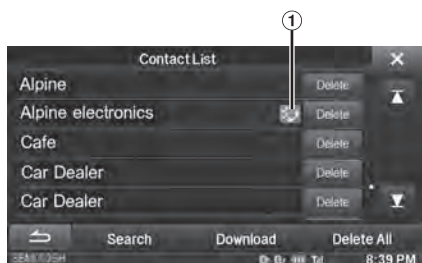 1
Contact List ×
Alpine Delete
Alpine electronics Delete
Cafe Delete
Car Dealer Delete
Car Dealer Delete
Search Download Delete All
8:39 PM